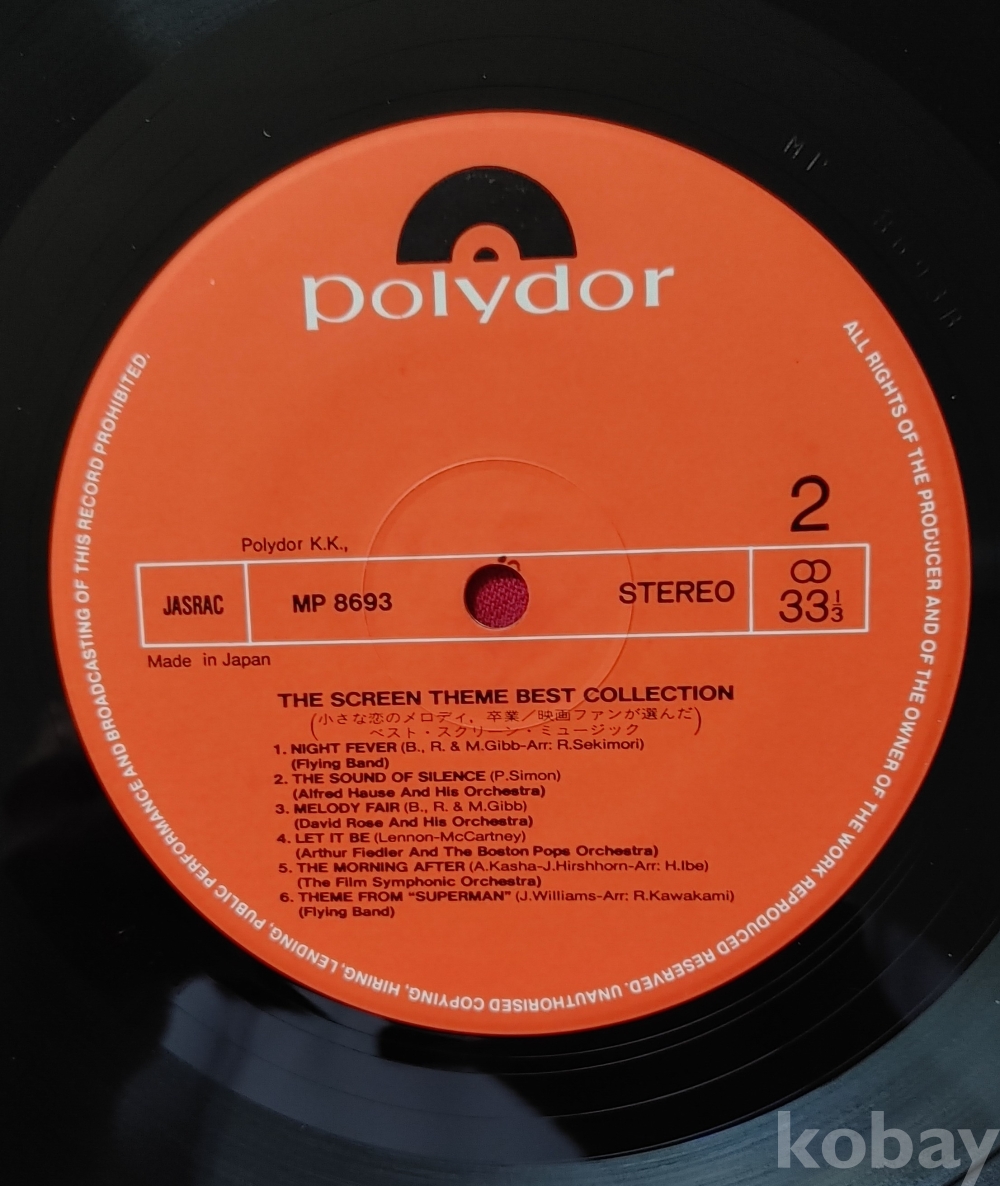 polydor
2
Polydor K.K.,
JASRAC
MP 8693
STEREO
33 1/3
Made in Japan
THE SCREEN THEME BEST COLLECTION
(小さな恋のメロディ, 卒業/映画ファンが選んだ
ベスト・スクリーン・ミュージック)
1. NIGHT FEVER (B., R. & M.Gibb-Arr: R.Sekimori)
(Flying Band)
2. THE SOUND OF SILENCE (P.Simon)
(Alfred Hause And His Orchestra)
3. MELODY FAIR (B., R. & M.Gibb)
(David Rose And His Orchestra)
4. LET IT BE (Lennon-McCartney)
(Arthur Fiedler And The Boston Pops Orchestra)
5. THE MORNING AFTER (A.Kasha-J.Hirshhorn-Arr: H.Ibe)
(The Film Symphonic Orchestra)
6. THEME FROM “SUPERMAN” (J.Williams-Arr: R.Kawakami)
(Flying Band)
ALL RIGHTS OF THE PRODUCER AND OF THE OWNER OF THE WORK REPRODUCED RESERVED. UNAUTHORISED COPYING, HIRING, LENDING, PUBLIC PERFORMANCE AND BROADCASTING OF THIS RECORD PROHIBITED.
MP
kobay